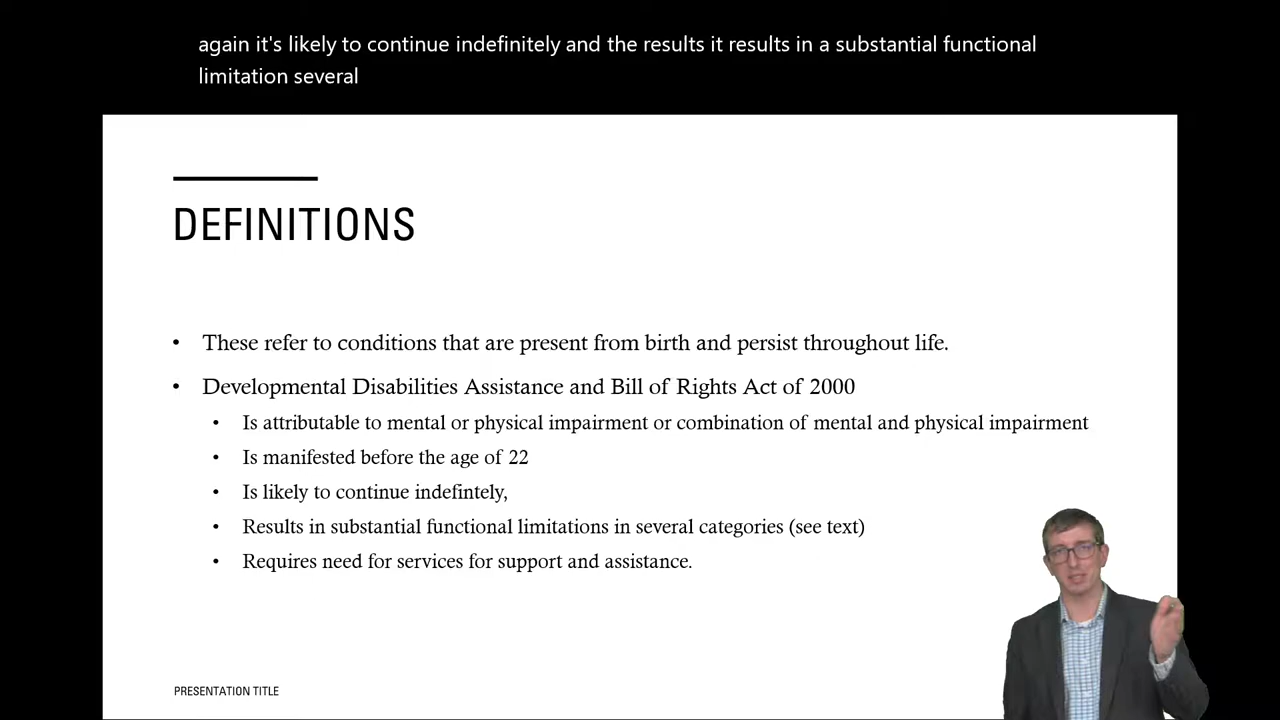 again it's likely to continue indefinitely and the results it results in a substantial functional
limitation several
DEFINITIONS
• These refer to conditions that are present from birth and persist throughout life.
• Developmental Disabilities Assistance and Bill of Rights Act of 2000
• Is attributable to mental or physical impairment or combination of mental and physical impairment
• Is manifested before the age of 22
• Is likely to continue indefintely,
• Results in substantial functional limitations in several categories (see text)
• Requires need for services for support and assistance.
PRESENTATION TITLE